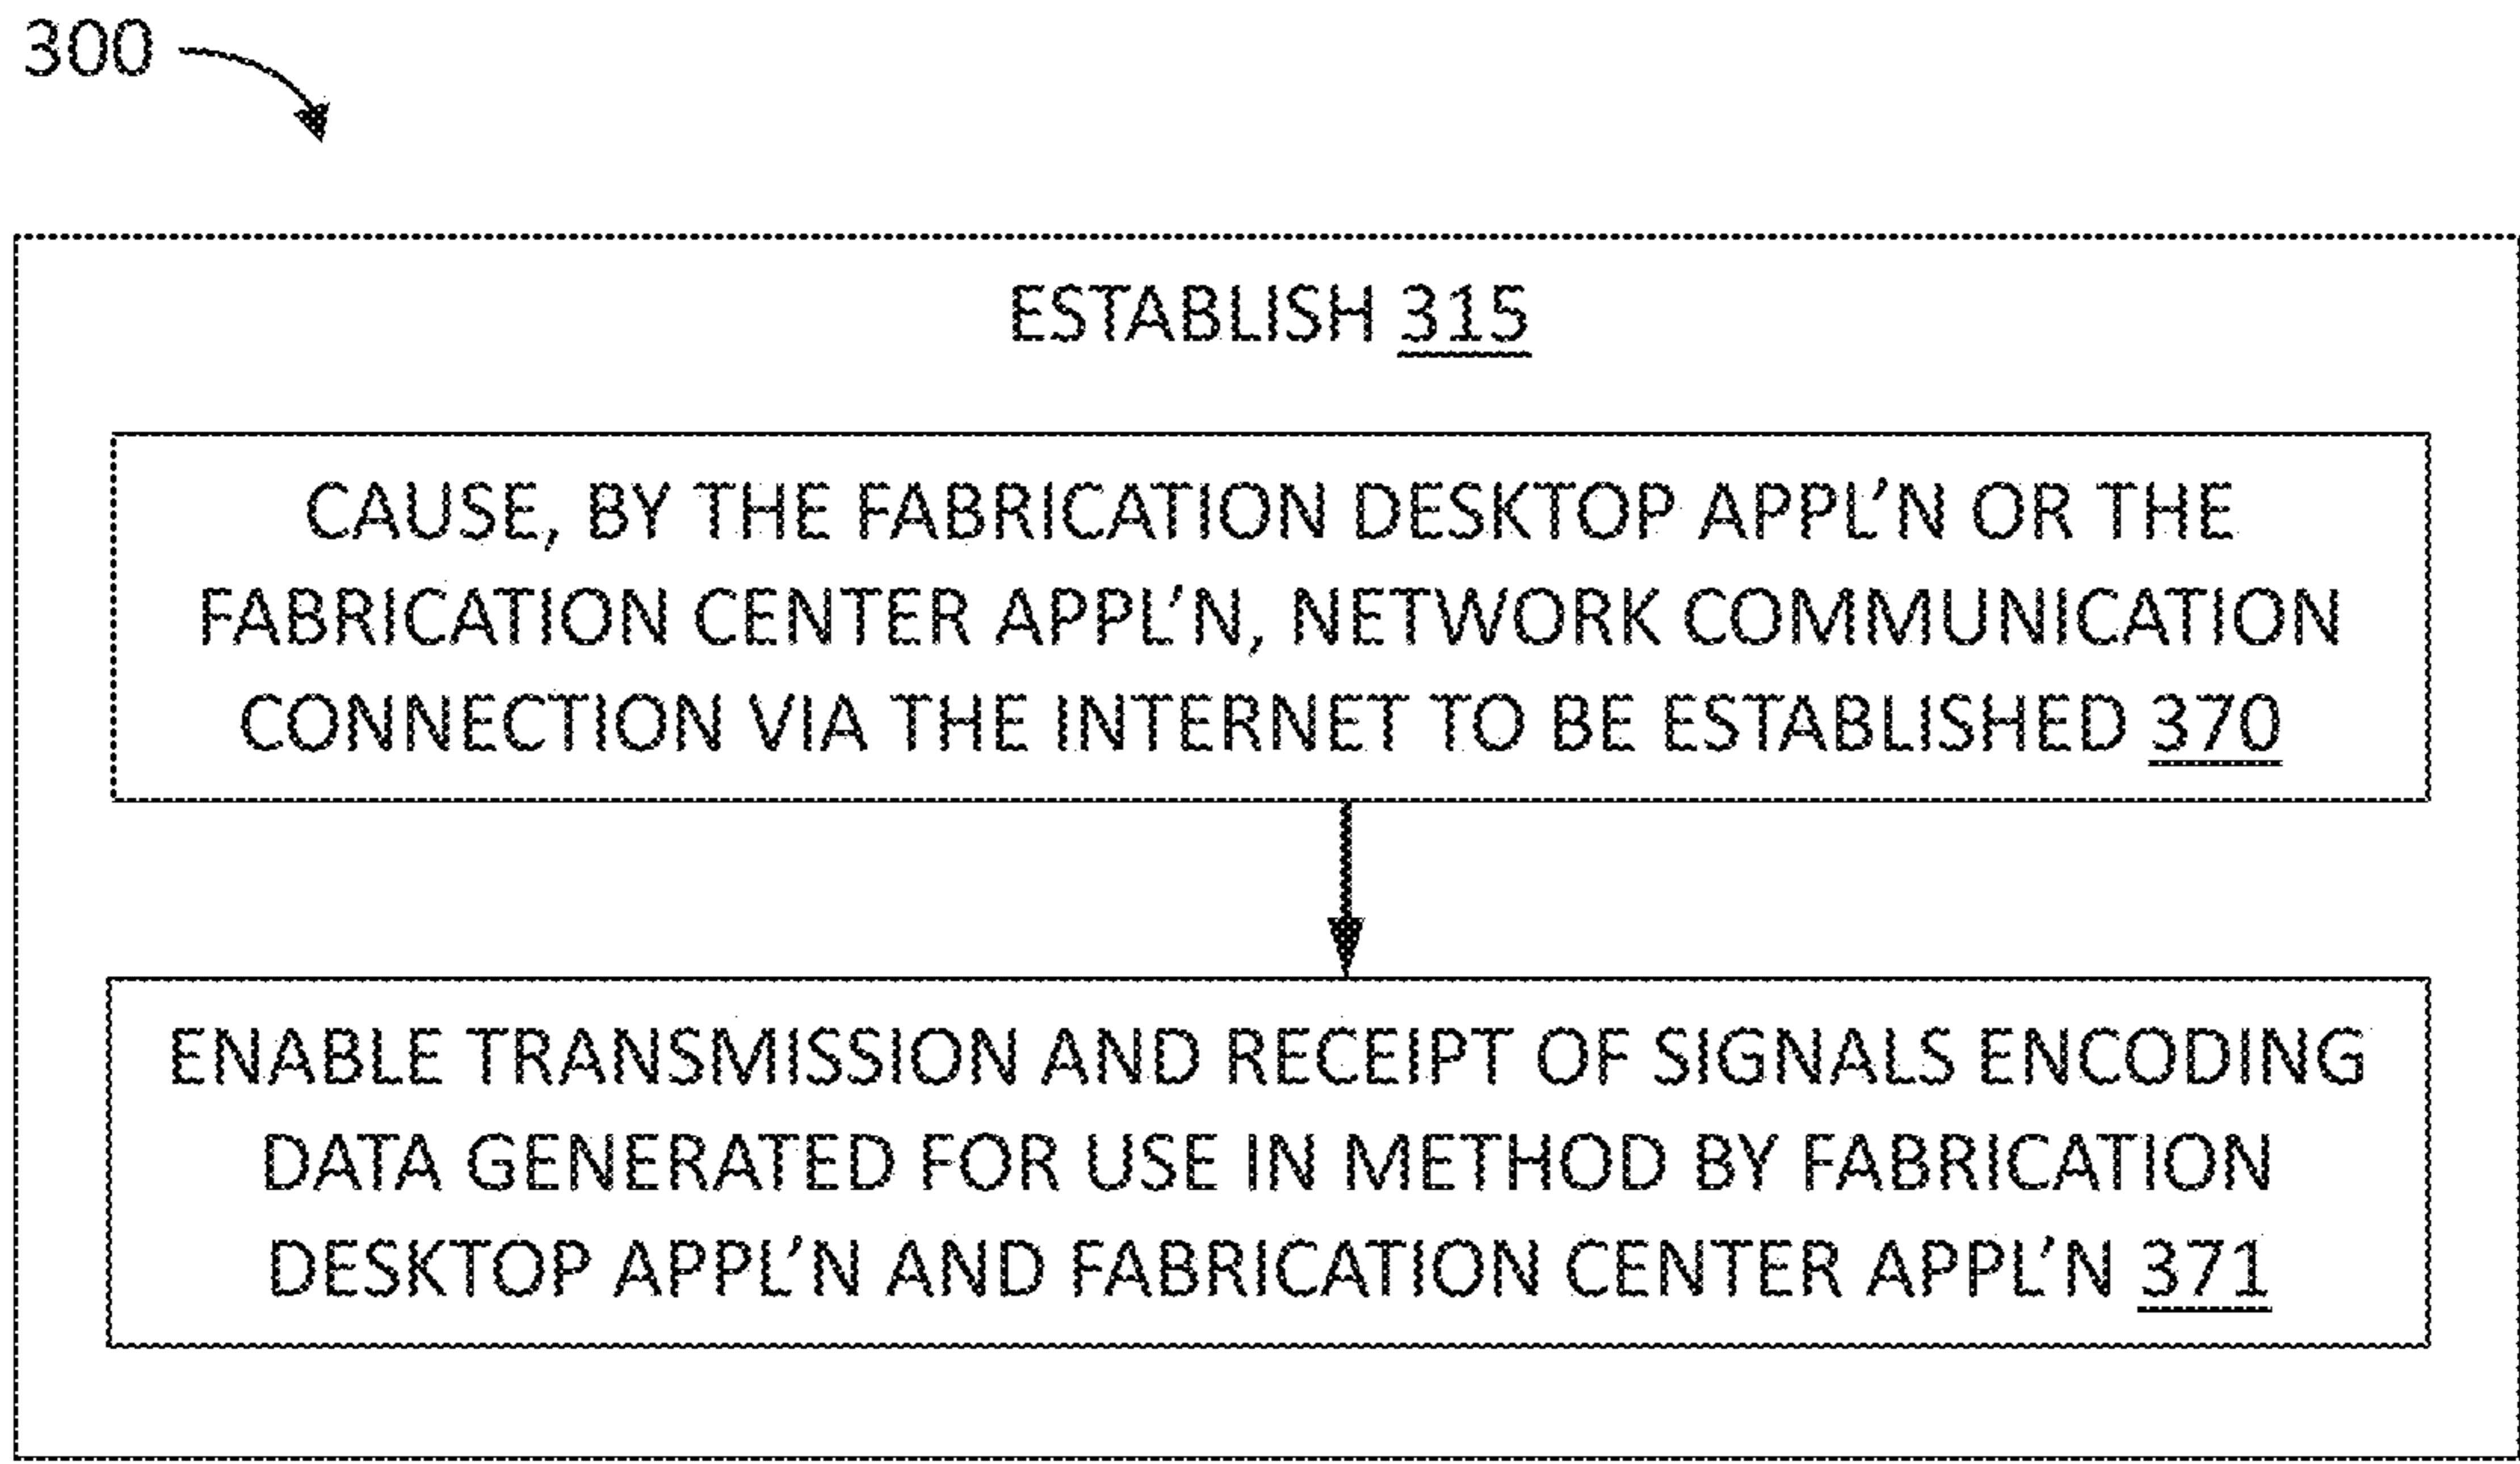 300
ESTABLISH 315
CAUSE, BY THE FABRICATION DESKTOP APPL’N OR THE
FABRICATION CENTER APPL’N, NETWORK COMMUNICATION
CONNECTION VIA THE INTERNET TO BE ESTABLISHED 370
ENABLE TRANSMISSION AND RECEIPT OF SIGNALS ENCODING
DATA GENERATED FOR USE IN METHOD BY FABRICATION
DESKTOP APPL’N AND FABRICATION CENTER APPL’N 371